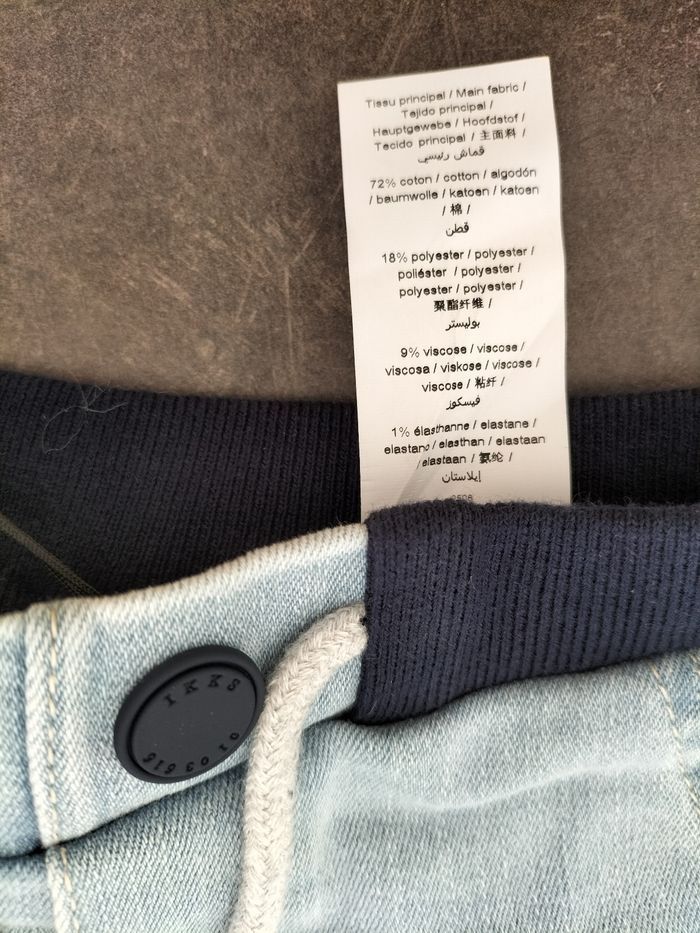 Tissu principal / Main fabric /
Tejido principal /
Hauptgewebe / Hoofdstof /
Tecido principal / 主面料 /
قماش رئيسي
72% coton / cotton / algodón
/ baumwolle / katoen / katoen
/ 棉 /
قطن
18% polyester / polyester /
poliéster / polyester /
polyester / polyester /
聚酯纤维 /
بوليستر
9% viscose / viscose /
viscosa / viskose / viscose /
viscose / 粘纤 /
فيسكوز
1% élasthanne / elastane /
elastano / elasthan / elastaan
/ elastaan / 氨纶 /
إيلاستان
IKKS
01 03 515